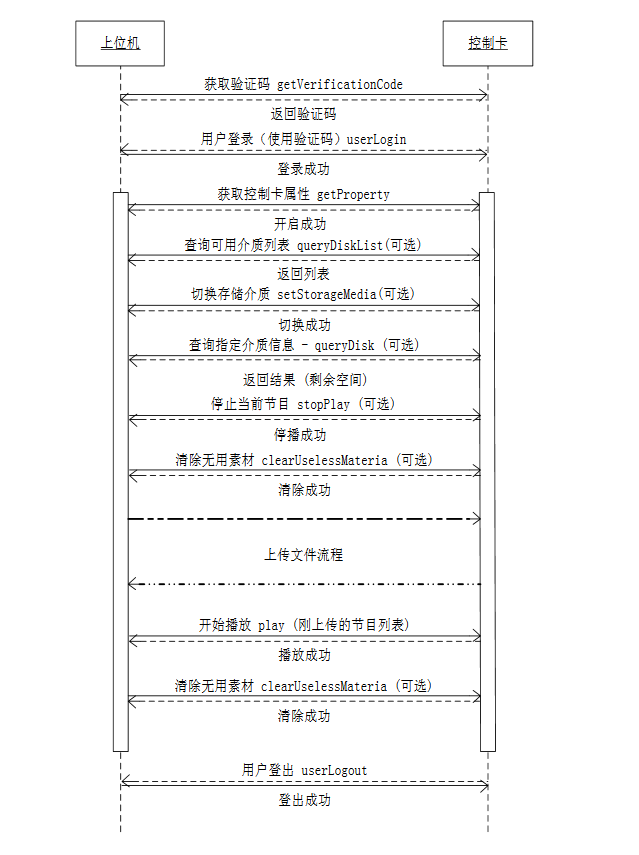 上位机
控制卡
获取验证码 getVerificationCode
返回验证码
用户登录（使用验证码）userLogin
登录成功
获取控制卡属性 getProperty
开启成功
查询可用介质列表 queryDiskList(可选)
返回列表
切换存储介质 setStorageMedia(可选)
切换成功
查询指定介质信息 - queryDisk (可选)
返回结果 (剩余空间)
停止当前节目 stopPlay (可选)
停播成功
清除无用素材 clearUselessMateria (可选)
清除成功
上传文件流程
开始播放 play (刚上传的节目列表)
播放成功
清除无用素材 clearUselessMateria (可选)
清除成功
用户登出 userLogout
登出成功